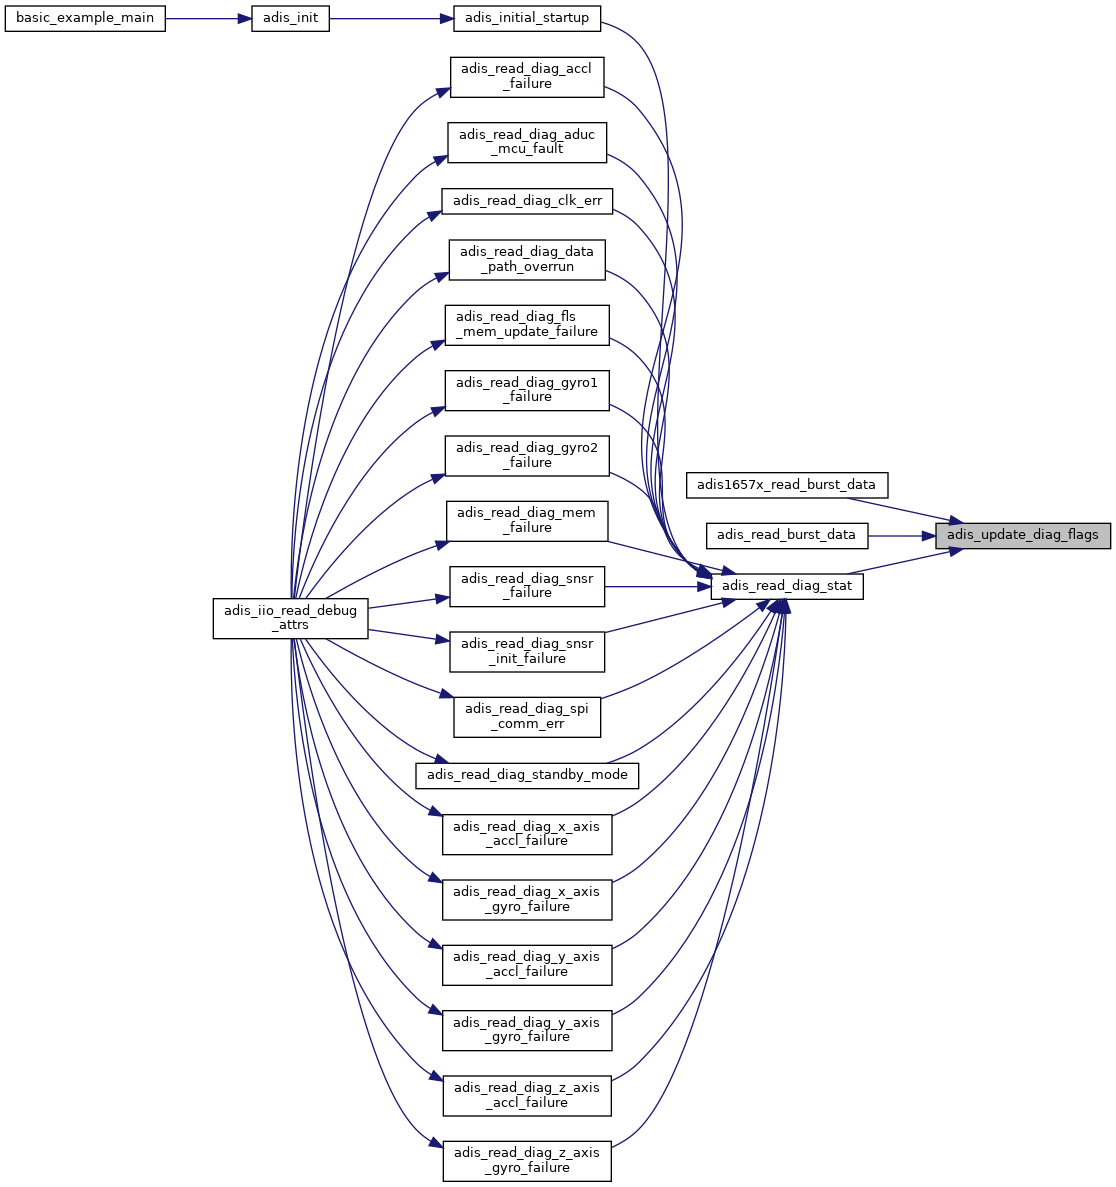 basic_example_main
adis_init
adis_initial_startup
adis_read_diag_accl
_failure
adis_read_diag_aduc
_mcu_fault
adis_read_diag_clk_err
adis_read_diag_data
_path_overrun
adis_read_diag_fls
_mem_update_failure
adis_read_diag_gyro1
_failure
adis_read_diag_gyro2
_failure
adis_read_diag_mem
_failure
adis_read_diag_snsr
_failure
adis_read_diag_snsr
_init_failure
adis_read_diag_spi
_comm_err
adis_read_diag_standby_mode
adis_read_diag_x_axis
_accl_failure
adis_read_diag_x_axis
_gyro_failure
adis_read_diag_y_axis
_accl_failure
adis_read_diag_y_axis
_gyro_failure
adis_read_diag_z_axis
_accl_failure
adis_read_diag_z_axis
_gyro_failure
adis_iio_read_debug
_attrs
adis1657x_read_burst_data
adis_read_burst_data
adis_read_diag_stat
adis_update_diag_flags